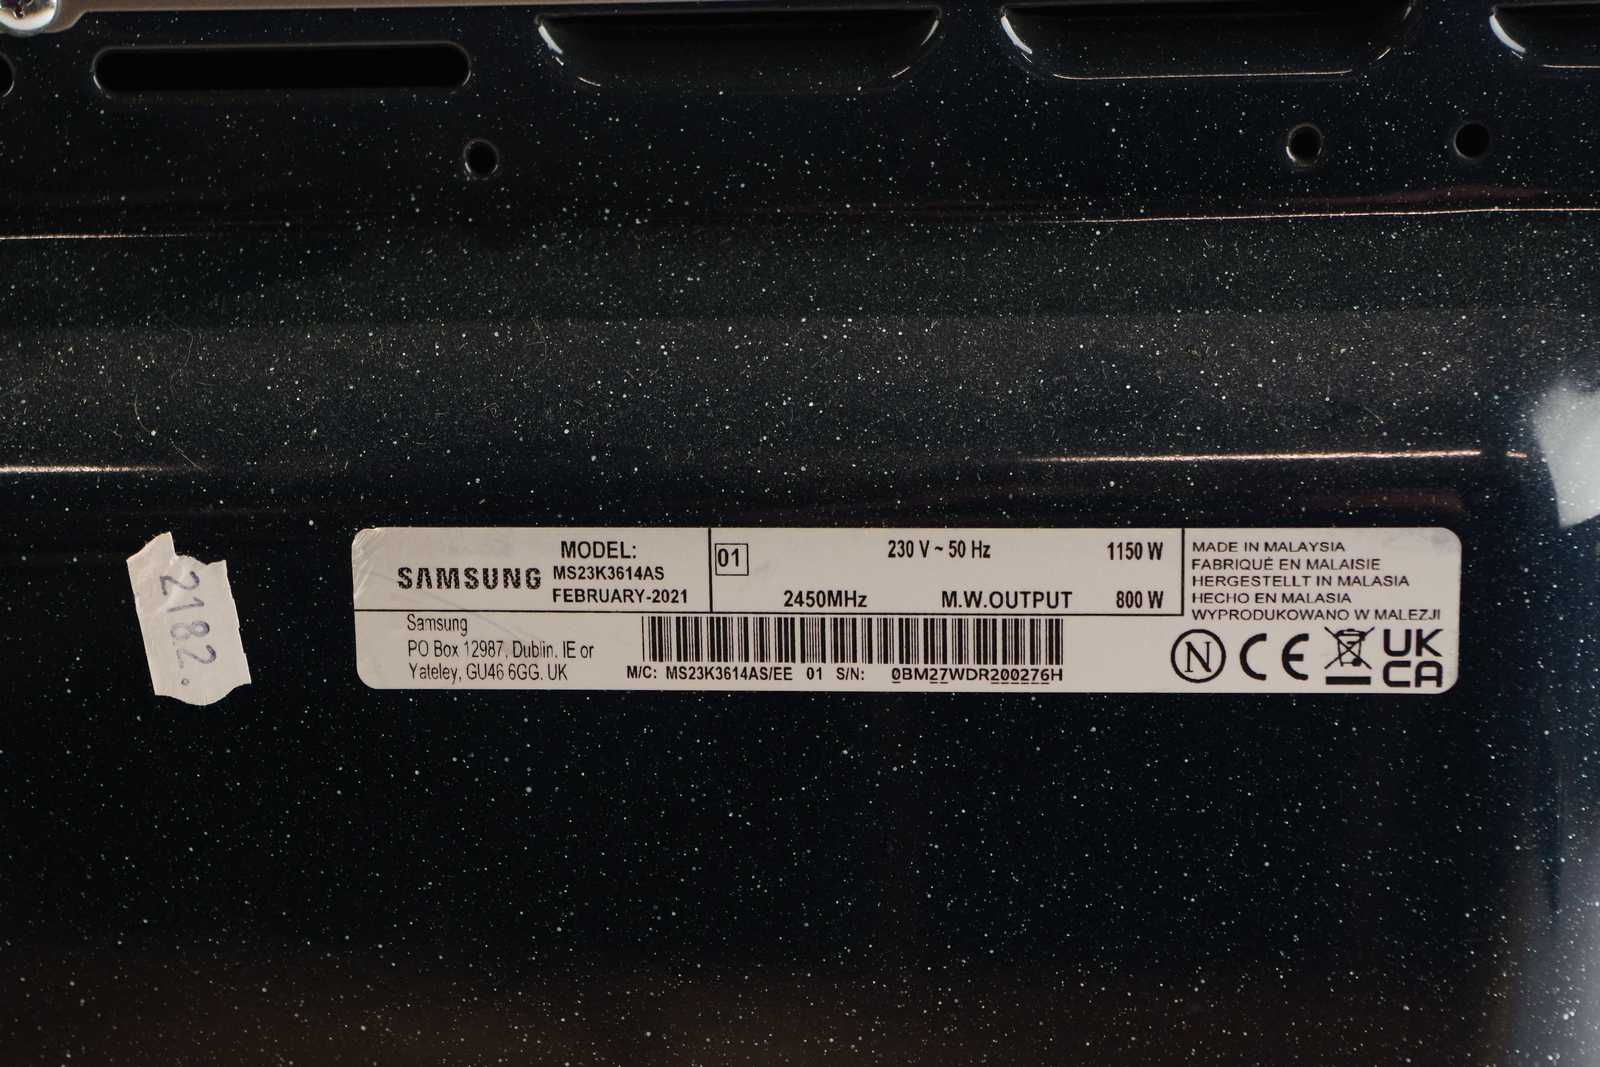 2182.
SAMSUNG
MODEL:
MS23K3614AS
FEBRUARY-2021
01
230 V ~ 50 Hz 1150 W
2450MHz M.W.OUTPUT 800 W
Samsung
PO Box 12987, Dublin. IE or
Yateley, GU46 6GG. UK
M/C: MS23K3614AS/EE 01 S/N: 0BM27WDR200276H
MADE IN MALAYSIA
FABRIQUÉ EN MALAISIE
HERGESTELLT IN MALASIA
HECHO EN MALASIA
WYPRODUKOWANO W MALEZJI
N CE UK
CA